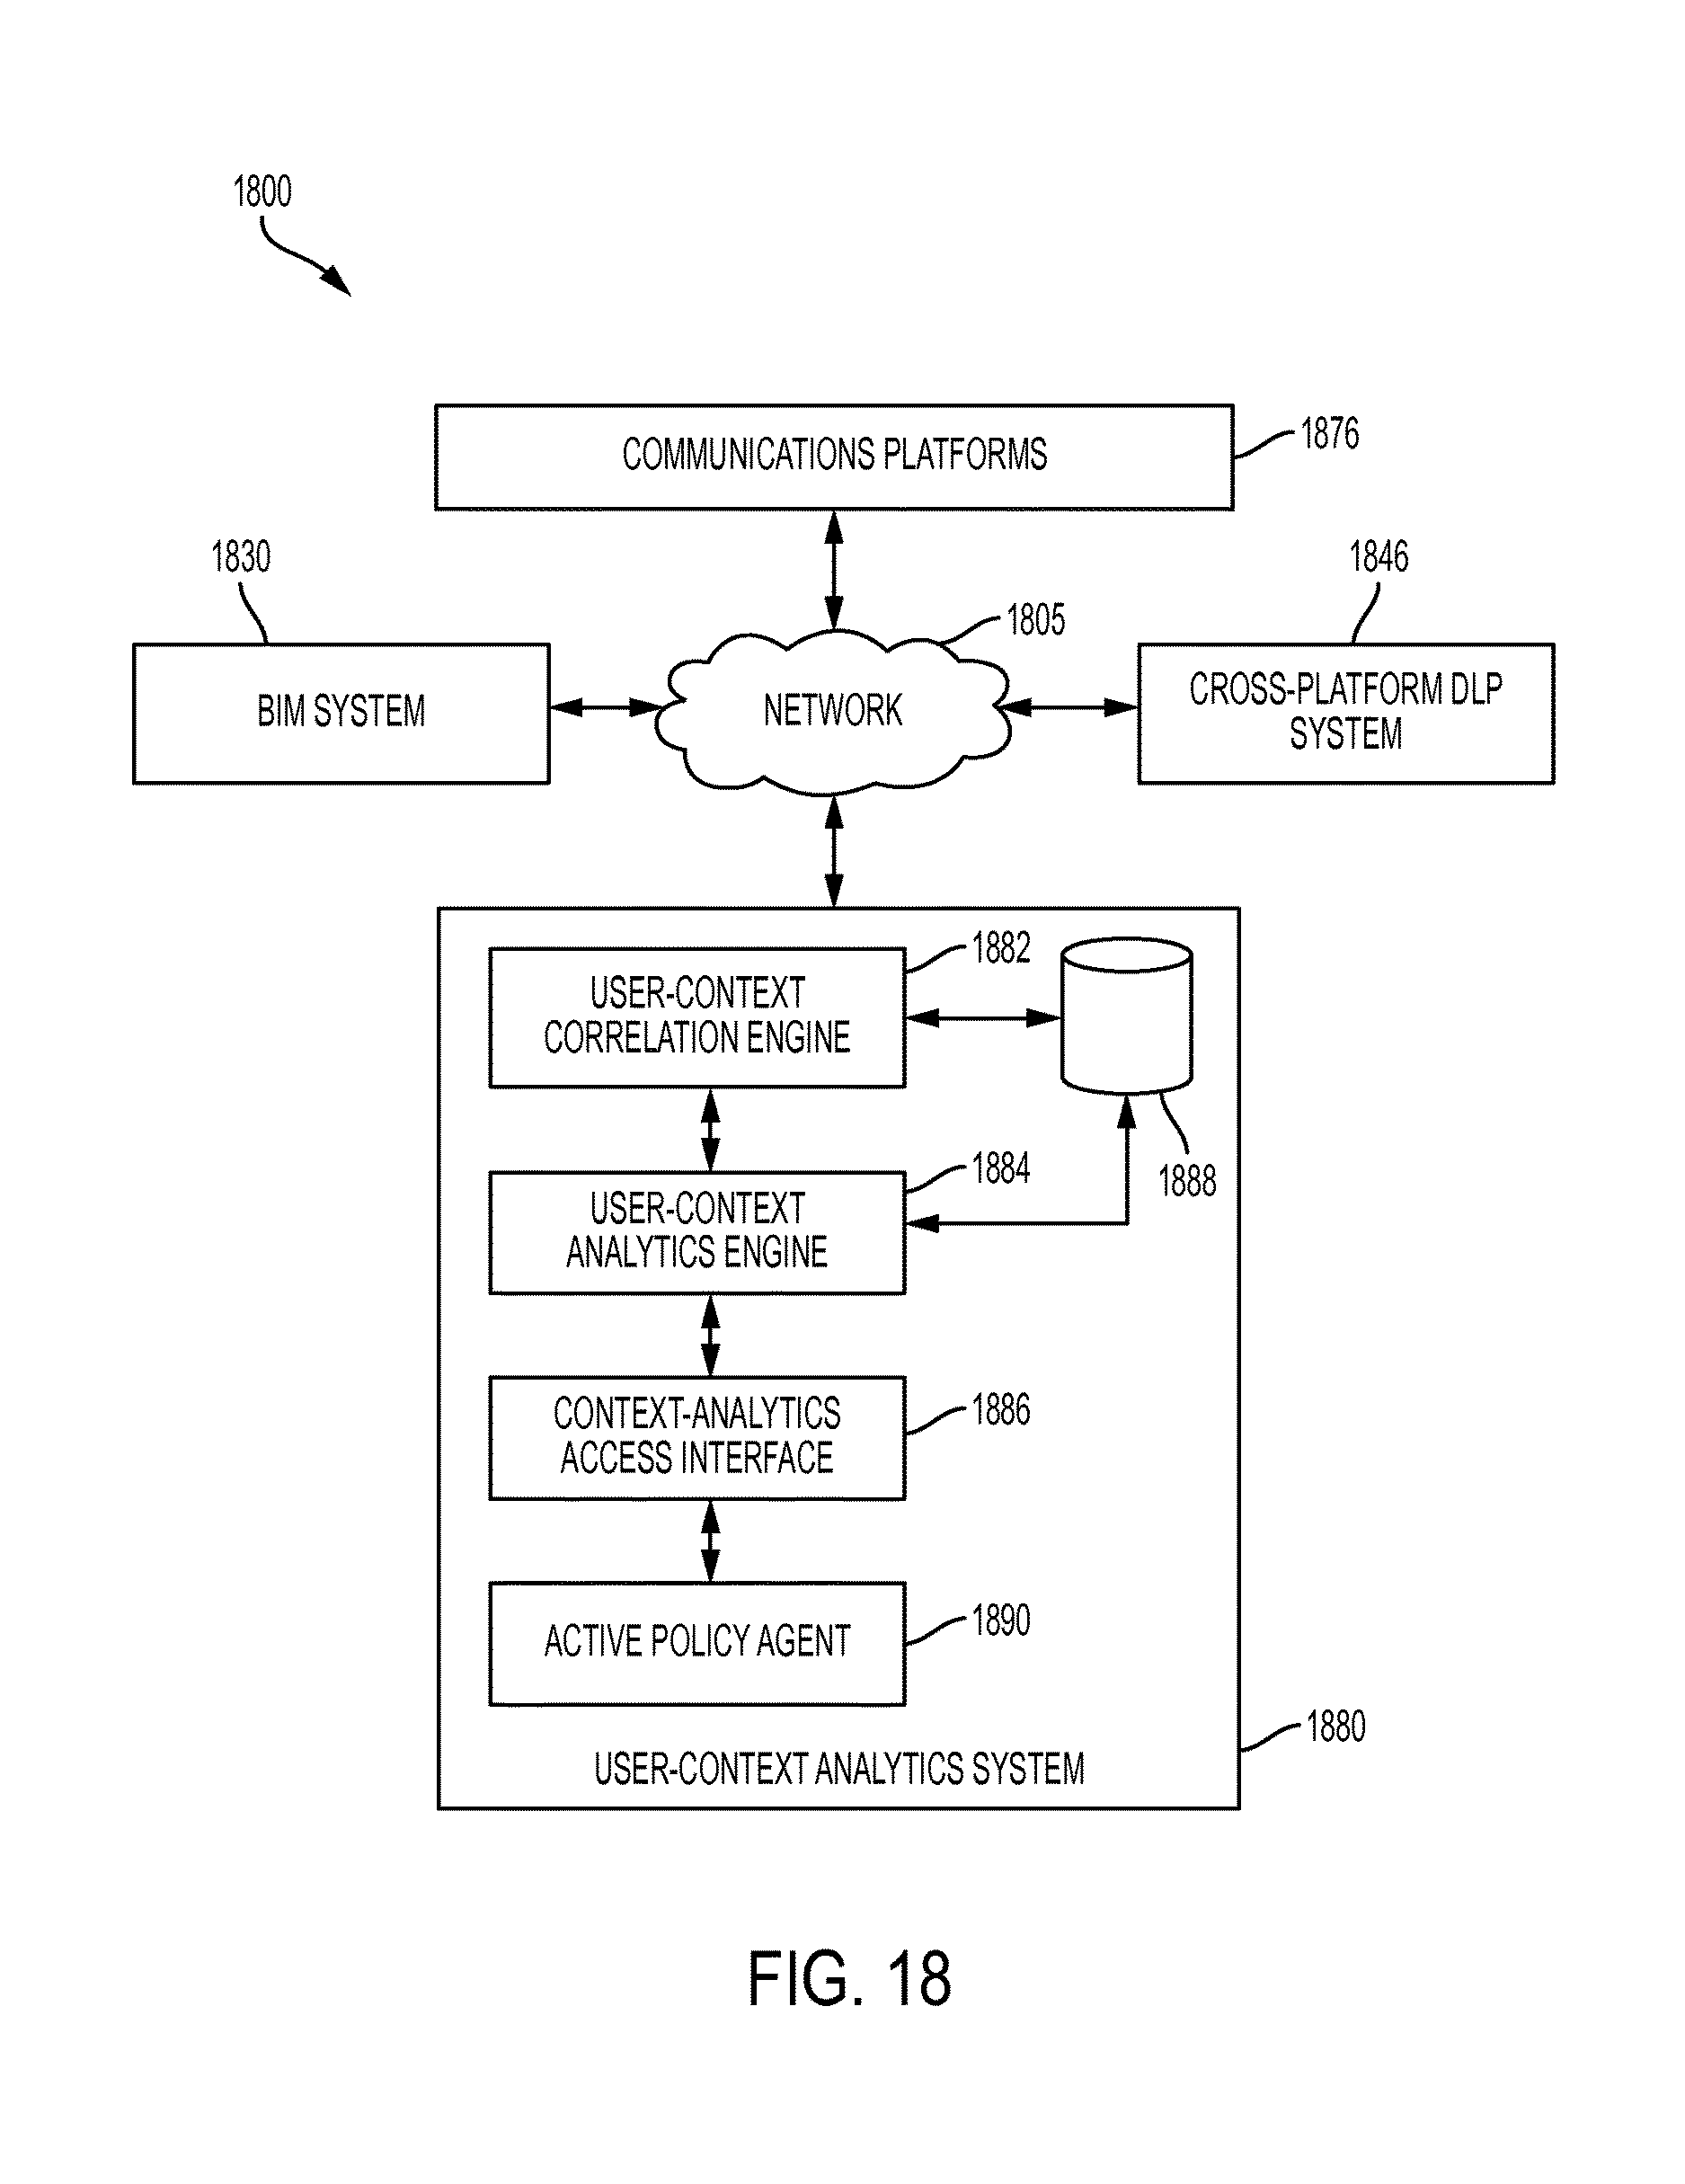 1800
COMMUNICATIONS PLATFORMS
1876
1830
1846
1805
BIM SYSTEM
NETWORK
CROSS-PLATFORM DLP
SYSTEM
1882
USER-CONTEXT
CORRELATION ENGINE
1888
1884
USER-CONTEXT
ANALYTICS ENGINE
1886
CONTEXT-ANALYTICS
ACCESS INTERFACE
1890
ACTIVE POLICY AGENT
1880
USER-CONTEXT ANALYTICS SYSTEM
FIG. 18